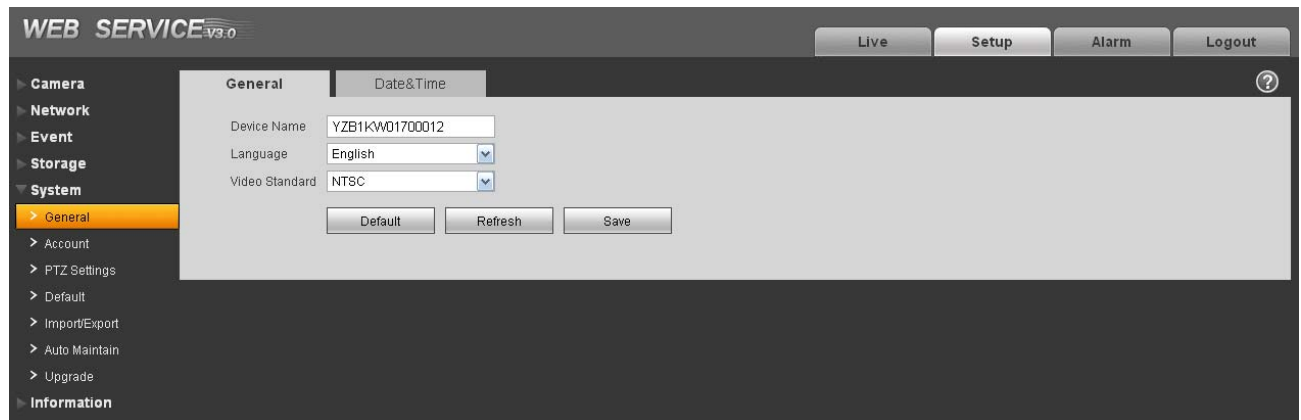 WEB SERVICE V3.0
Live Setup Alarm Logout
Camera
Network
Event
Storage
System
General
Account
PTZ Settings
Default
Import/Export
Auto Maintain
Upgrade
Information
General Date&Time
?
Device Name YZB1KW01700012
Language English
Video Standard NTSC
Default Refresh Save